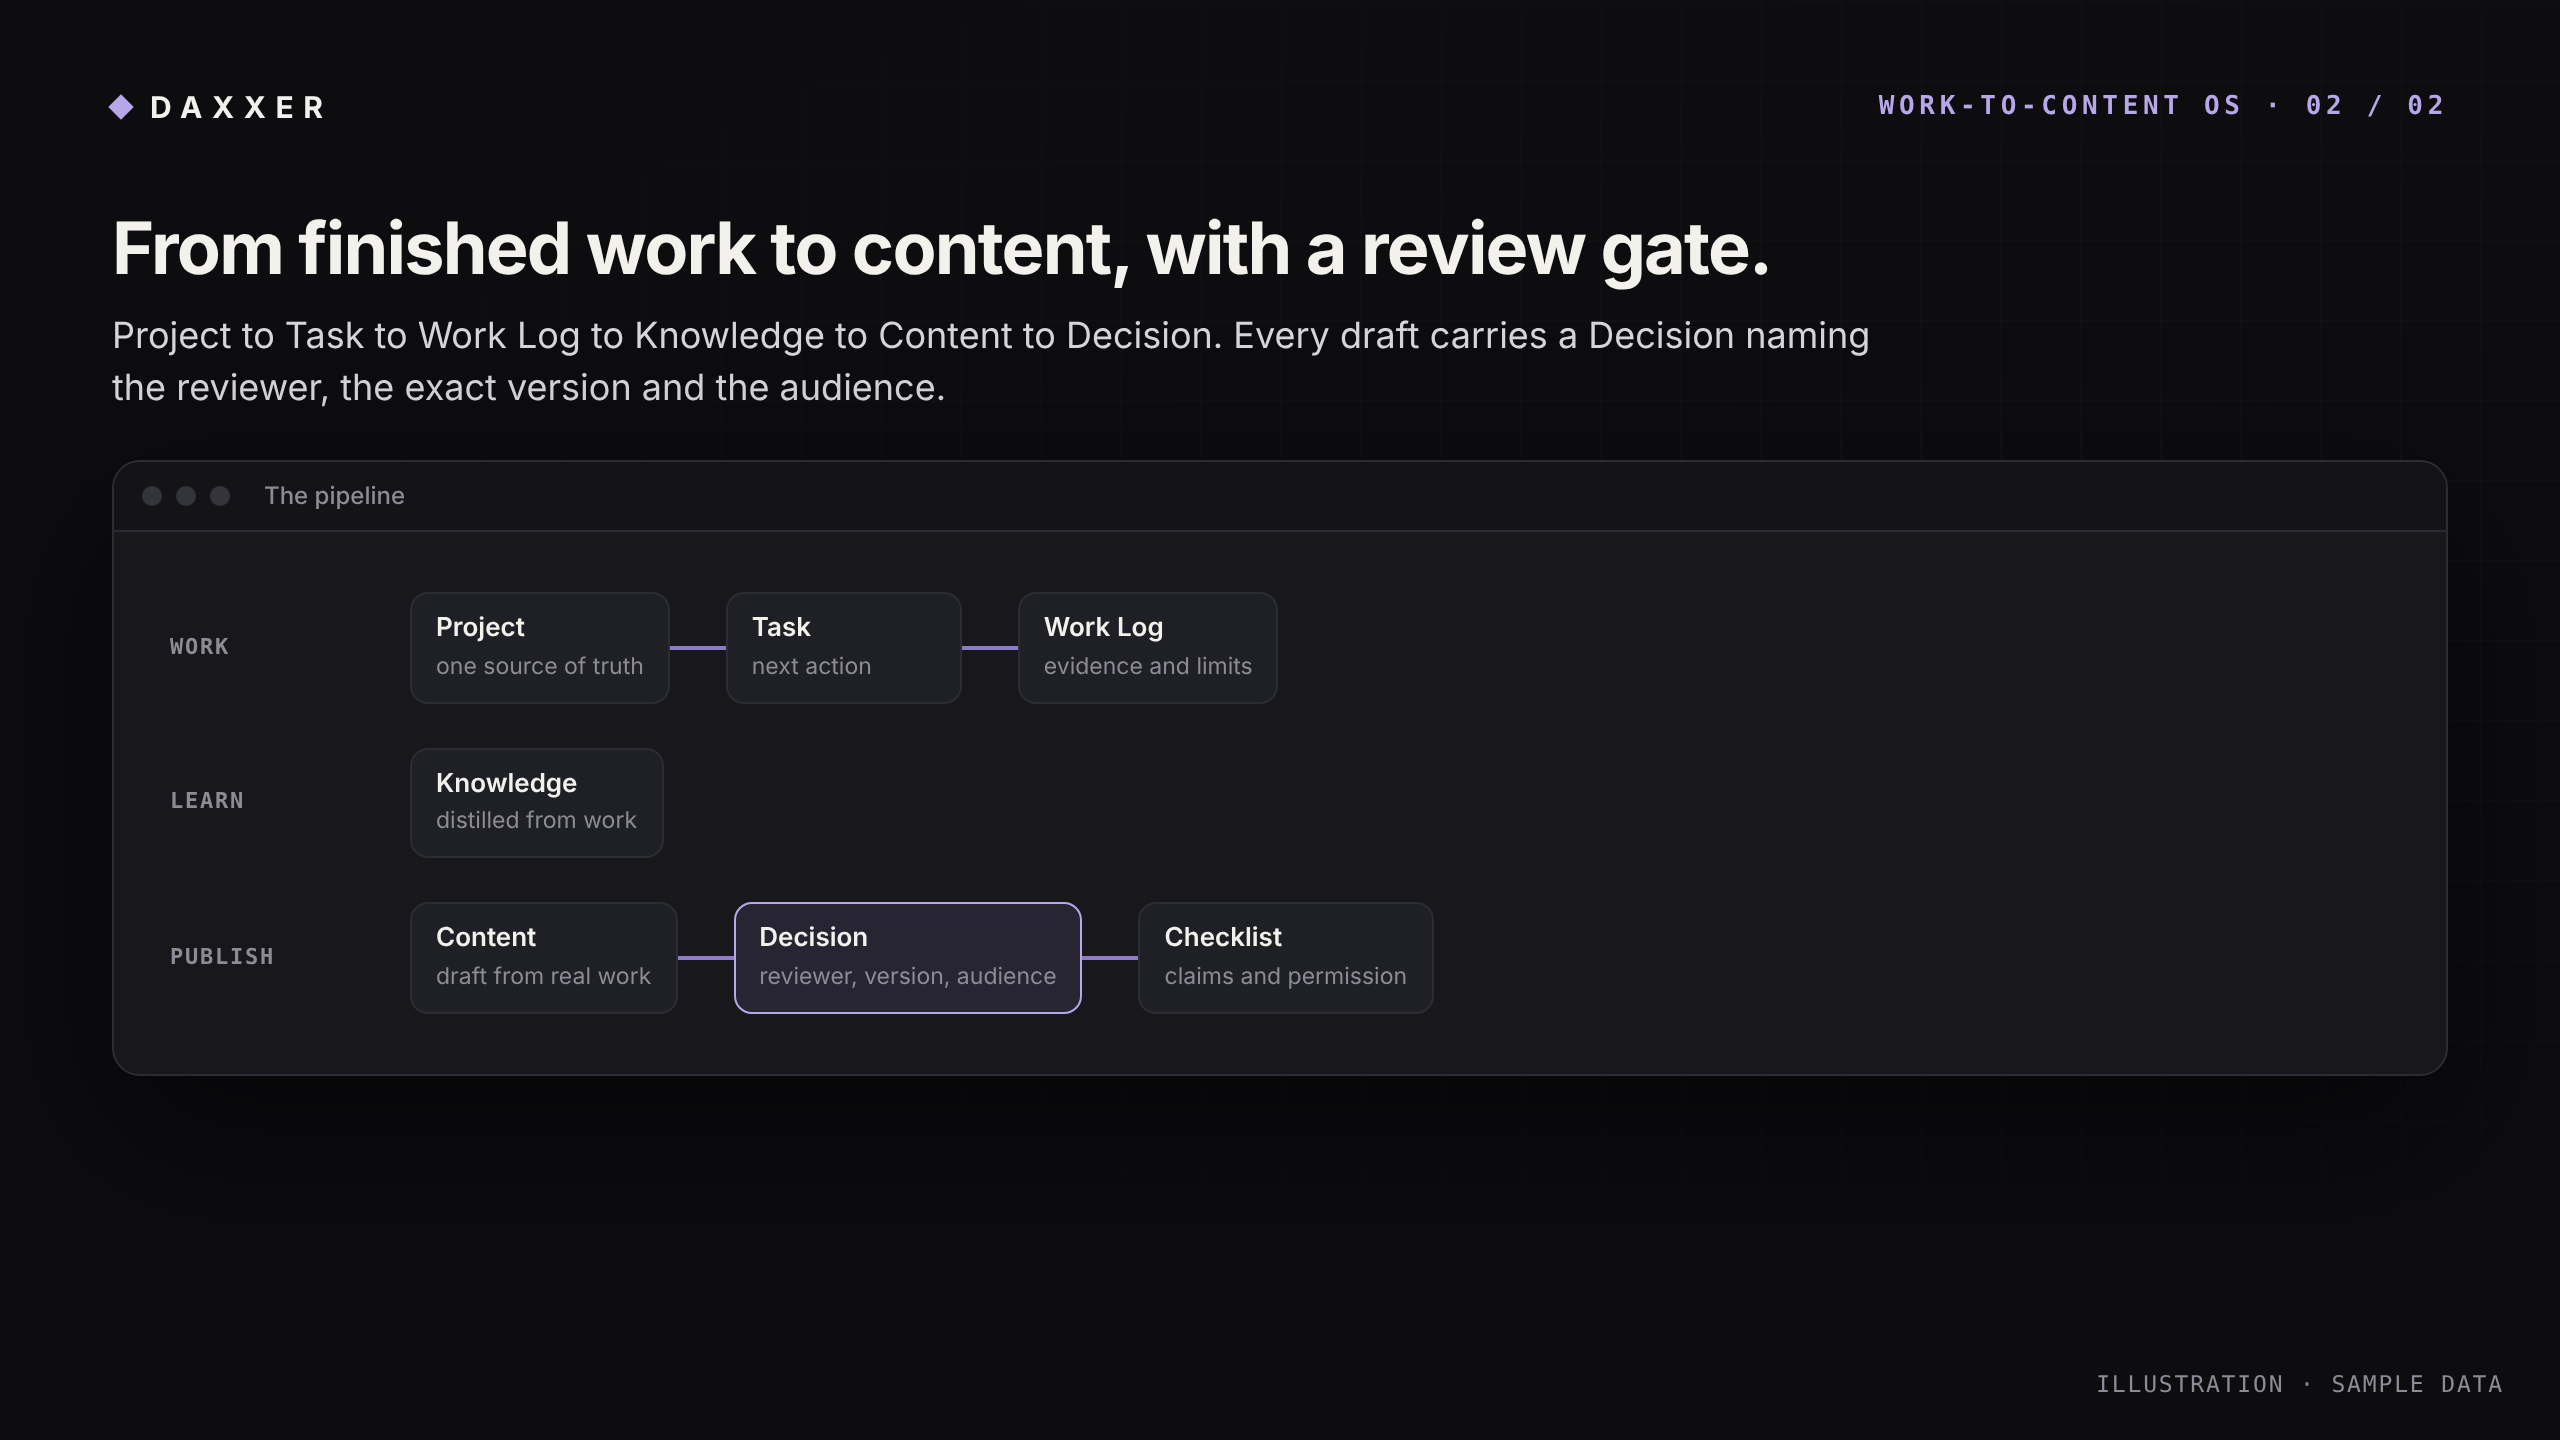 DAXXER
WORK-TO-CONTENT OS · 02 / 02
From finished work to content, with a review gate.
Project to Task to Work Log to Knowledge to Content to Decision. Every draft carries a Decision naming
the reviewer, the exact version and the audience.
The pipeline
WORK
Project
one source of truth
Task
next action
Work Log
evidence and limits
LEARN
Knowledge
distilled from work
PUBLISH
Content
draft from real work
Decision
reviewer, version, audience
Checklist
claims and permission
ILLUSTRATION · SAMPLE DATA